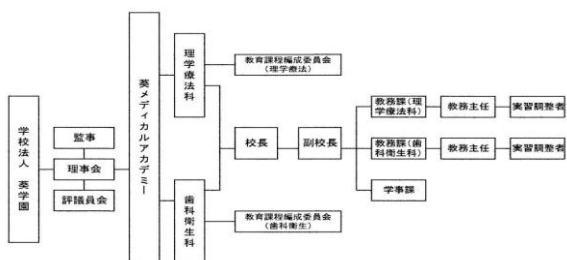 学校法人 葵学園
監事
理事会
評議員会
葵メディカルアカデミー
理学療法科
歯科衛生科
教育課程編成委員会
(理学療法)
校長
副校長
教育課程編成委員会
(歯科衛生)
教務課(理
学療法科)
教務主任
実習調整者
教務課(歯
科衛生科)
教務主任
実習調整者
学事課